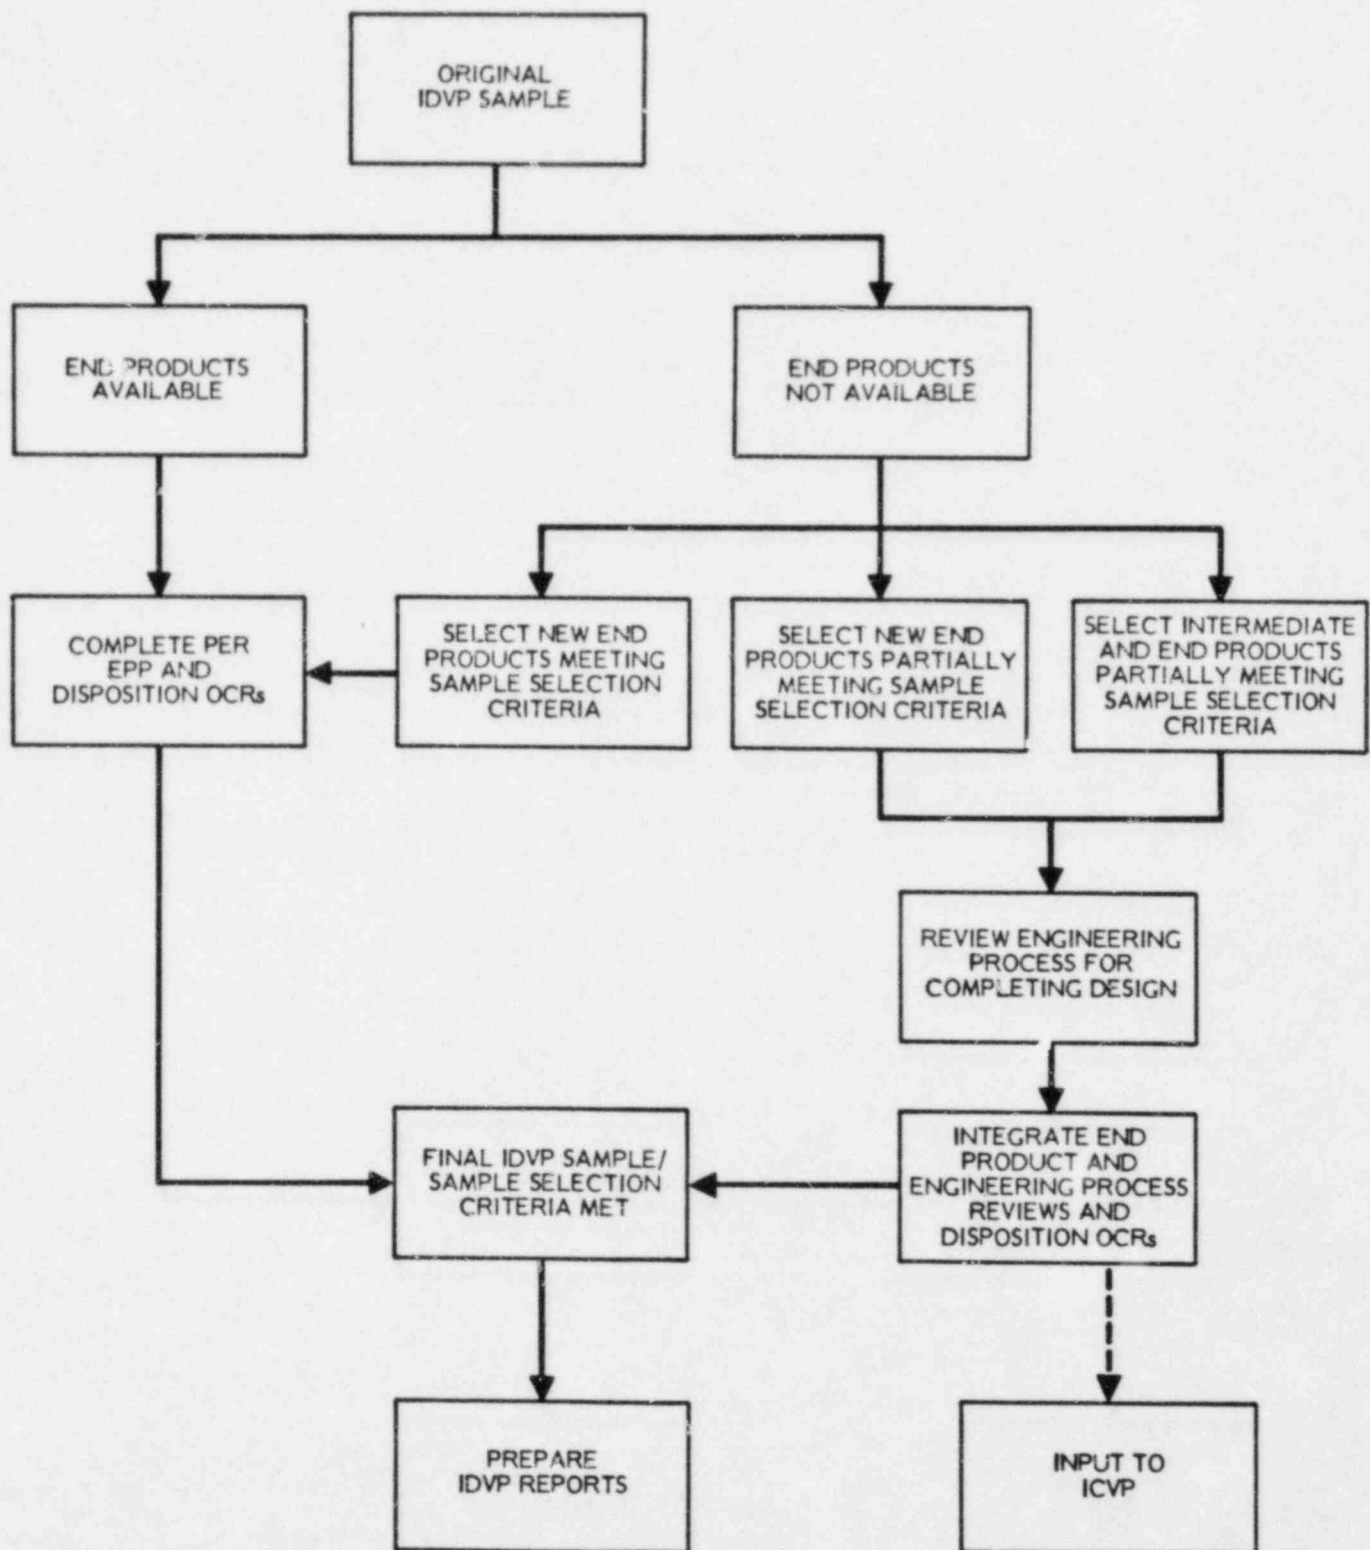 ORIGINAL
IDVP SAMPLE
END PRODUCTS
AVAILABLE
END PRODUCTS
NOT AVAILABLE
COMPLETE PER
EPP AND
DISPOSITION OCRs
SELECT NEW END
PRODUCTS MEETING
SAMPLE SELECTION
CRITERIA
SELECT NEW END
PRODUCTS PARTIALLY
MEETING SAMPLE
SELECTION CRITERIA
SELECT INTERMEDIATE
AND END PRODUCTS
PARTIALLY MEETING
SAMPLE SELECTION
CRITERIA
REVIEW ENGINEERING
PROCESS FOR
COMPLETING DESIGN
FINAL IDVP SAMPLE/
SAMPLE SELECTION
CRITERIA MET
INTEGRATE END
PRODUCT AND
ENGINEERING PROCESS
REVIEWS AND
DISPOSITION OCRs
PREPARE
IDVP REPORTS
INPUT TO
ICVP